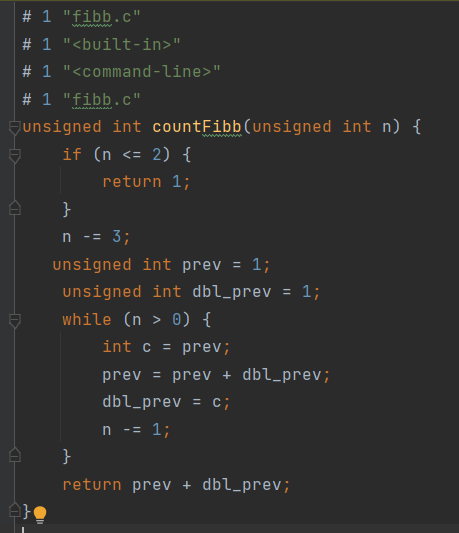 # 1 "fibb.c"
# 1 "<built-in>"
# 1 "<command-line>"
# 1 "fibb.c"
unsigned int countFibb(unsigned int n) {
    if (n <= 2) {
        return 1;
    }
    n -= 3;
   unsigned int prev = 1;
    unsigned int dbl_prev = 1;
    while (n > 0) {
        int c = prev;
        prev = prev + dbl_prev;
        dbl_prev = c;
        n -= 1;
    }
    return prev + dbl_prev;
}